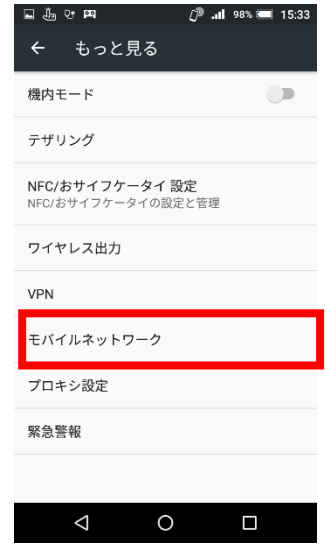 98% 15:33
もっと見る
機内モード
テザリング
NFC/おサイフケータイ 設定
NFC/おサイフケータイの設定と管理
ワイヤレス出力
VPN
モバイルネットワーク
プロキシ設定
緊急警報